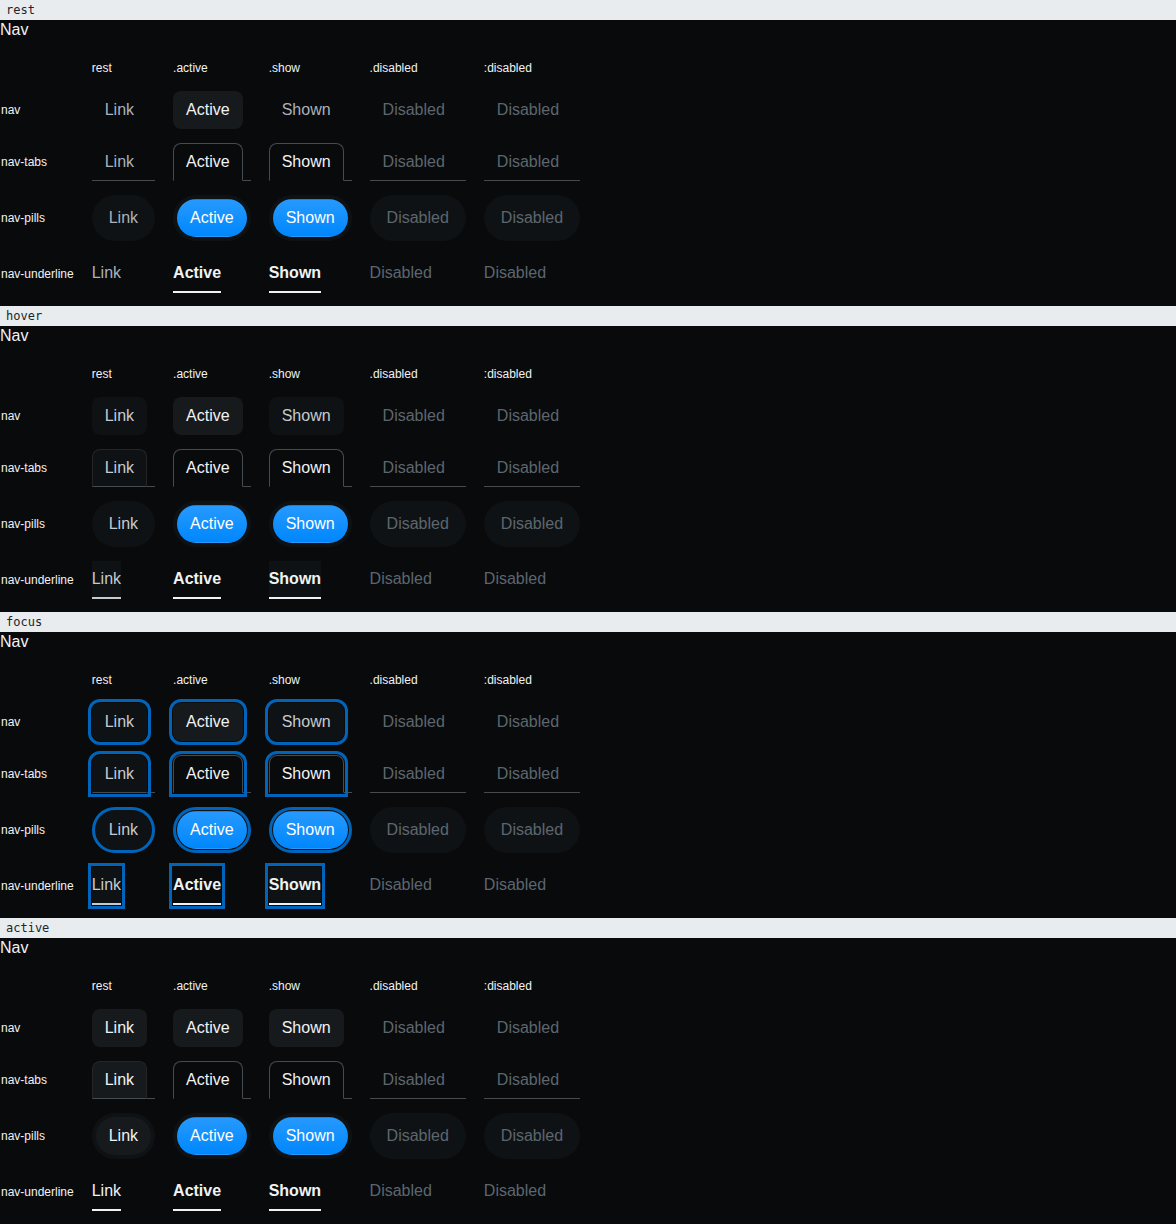 rest
Nav
rest .active .show .disabled :disabled
nav Link Active Shown Disabled Disabled
nav-tabs Link Active Shown Disabled Disabled
nav-pills Link Active Shown Disabled Disabled
nav-underline Link Active Shown Disabled Disabled
hover
Nav
rest .active .show .disabled :disabled
nav Link Active Shown Disabled Disabled
nav-tabs Link Active Shown Disabled Disabled
nav-pills Link Active Shown Disabled Disabled
nav-underline Link Active Shown Disabled Disabled
focus
Nav
rest .active .show .disabled :disabled
nav Link Active Shown Disabled Disabled
nav-tabs Link Active Shown Disabled Disabled
nav-pills Link Active Shown Disabled Disabled
nav-underline Link Active Shown Disabled Disabled
active
Nav
rest .active .show .disabled :disabled
nav Link Active Shown Disabled Disabled
nav-tabs Link Active Shown Disabled Disabled
nav-pills Link Active Shown Disabled Disabled
nav-underline Link Active Shown Disabled Disabled